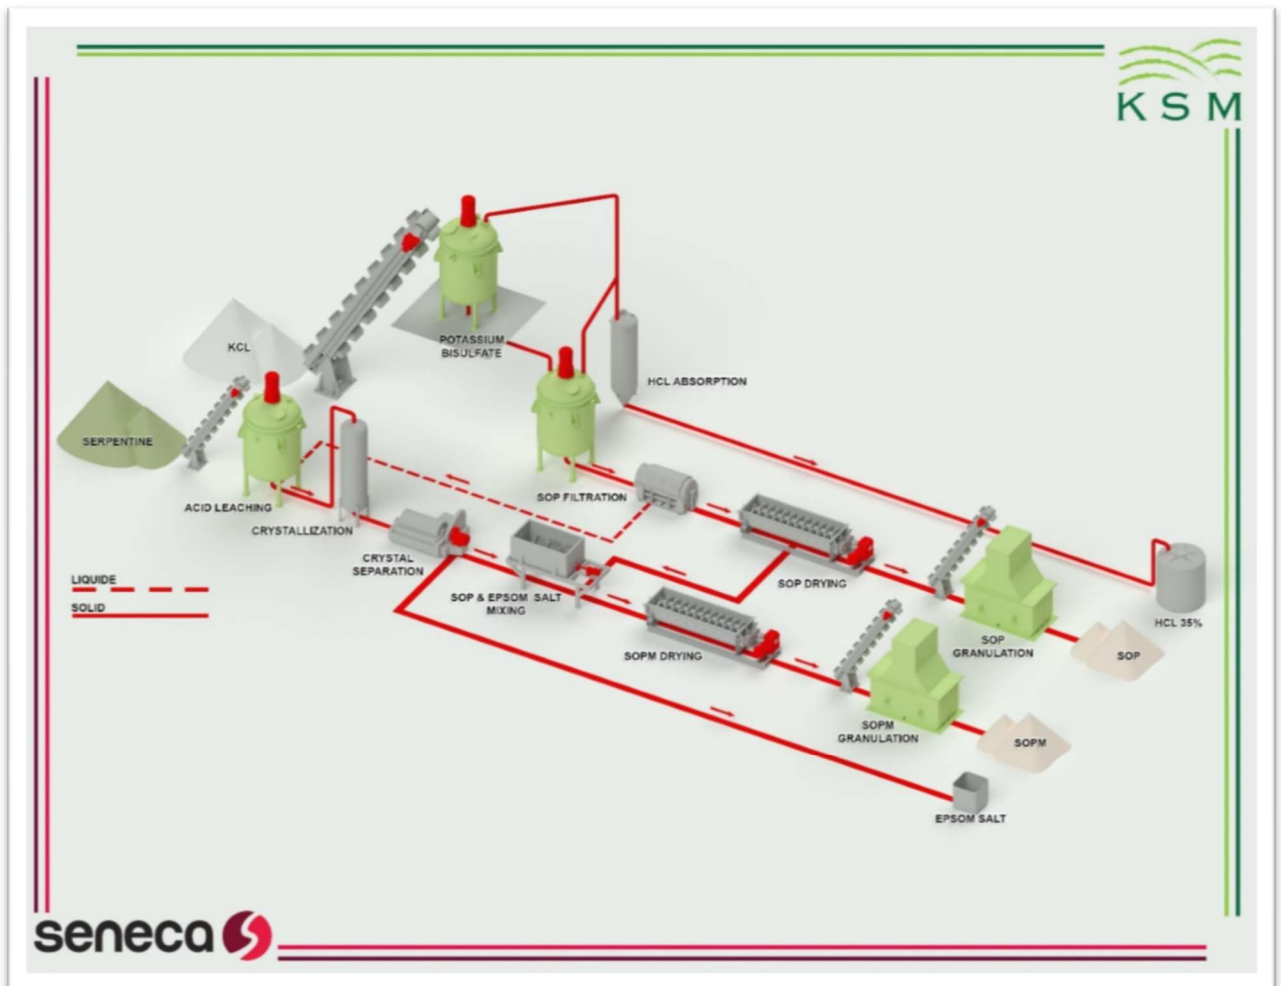 KSM
POTASSIUM
BISULFATE
KCL
HCL ABSORPTION
SERPENTINE
SOP FILTRATION
ACID LEACHING
CRYSTALLIZATION
CRYSTAL
SEPARATION
SOP DRYING
LIQUIDE
SOLID
SOP & EPSOM SALT
MIXING
HCL 35%
SOP
GRANULATION
SOP
SOPM DRYING
SOPM
GRANULATION
SOPM
EPSOM SALT
seneca